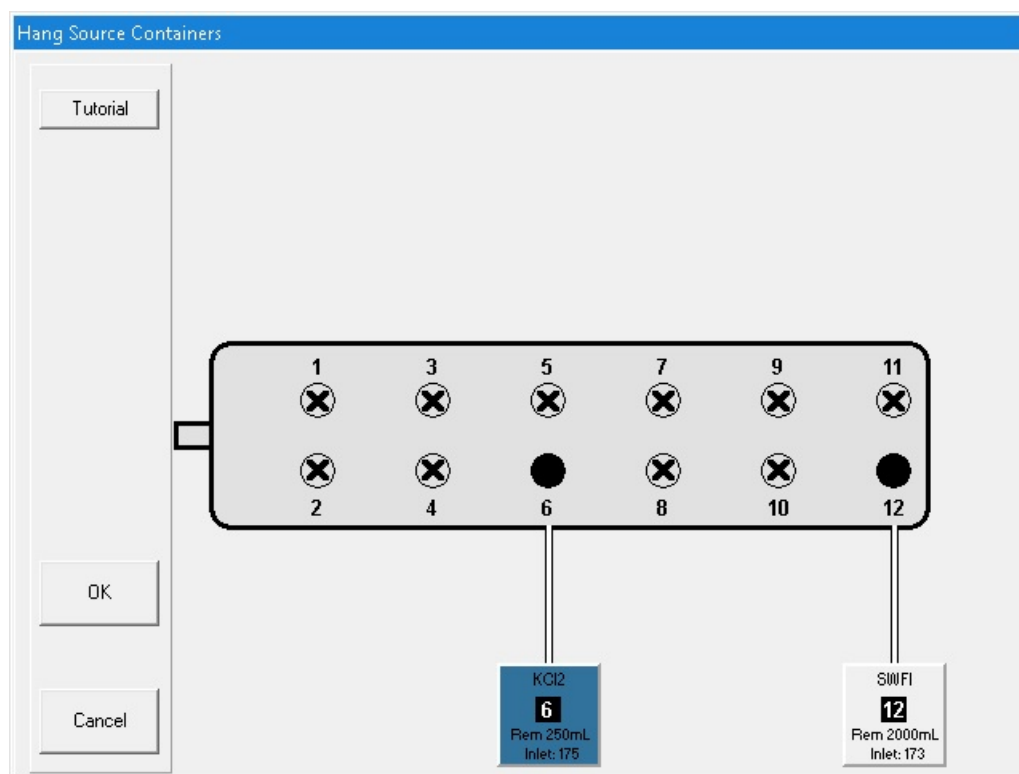 Hang Source Containers
Tutorial
1 3 5 7 9 11
2 4 6 8 10 12
OK
Cancel
KCl2
6
Rem 250mL
Inlet: 175
SWFI
12
Rem 2000mL
Inlet: 173